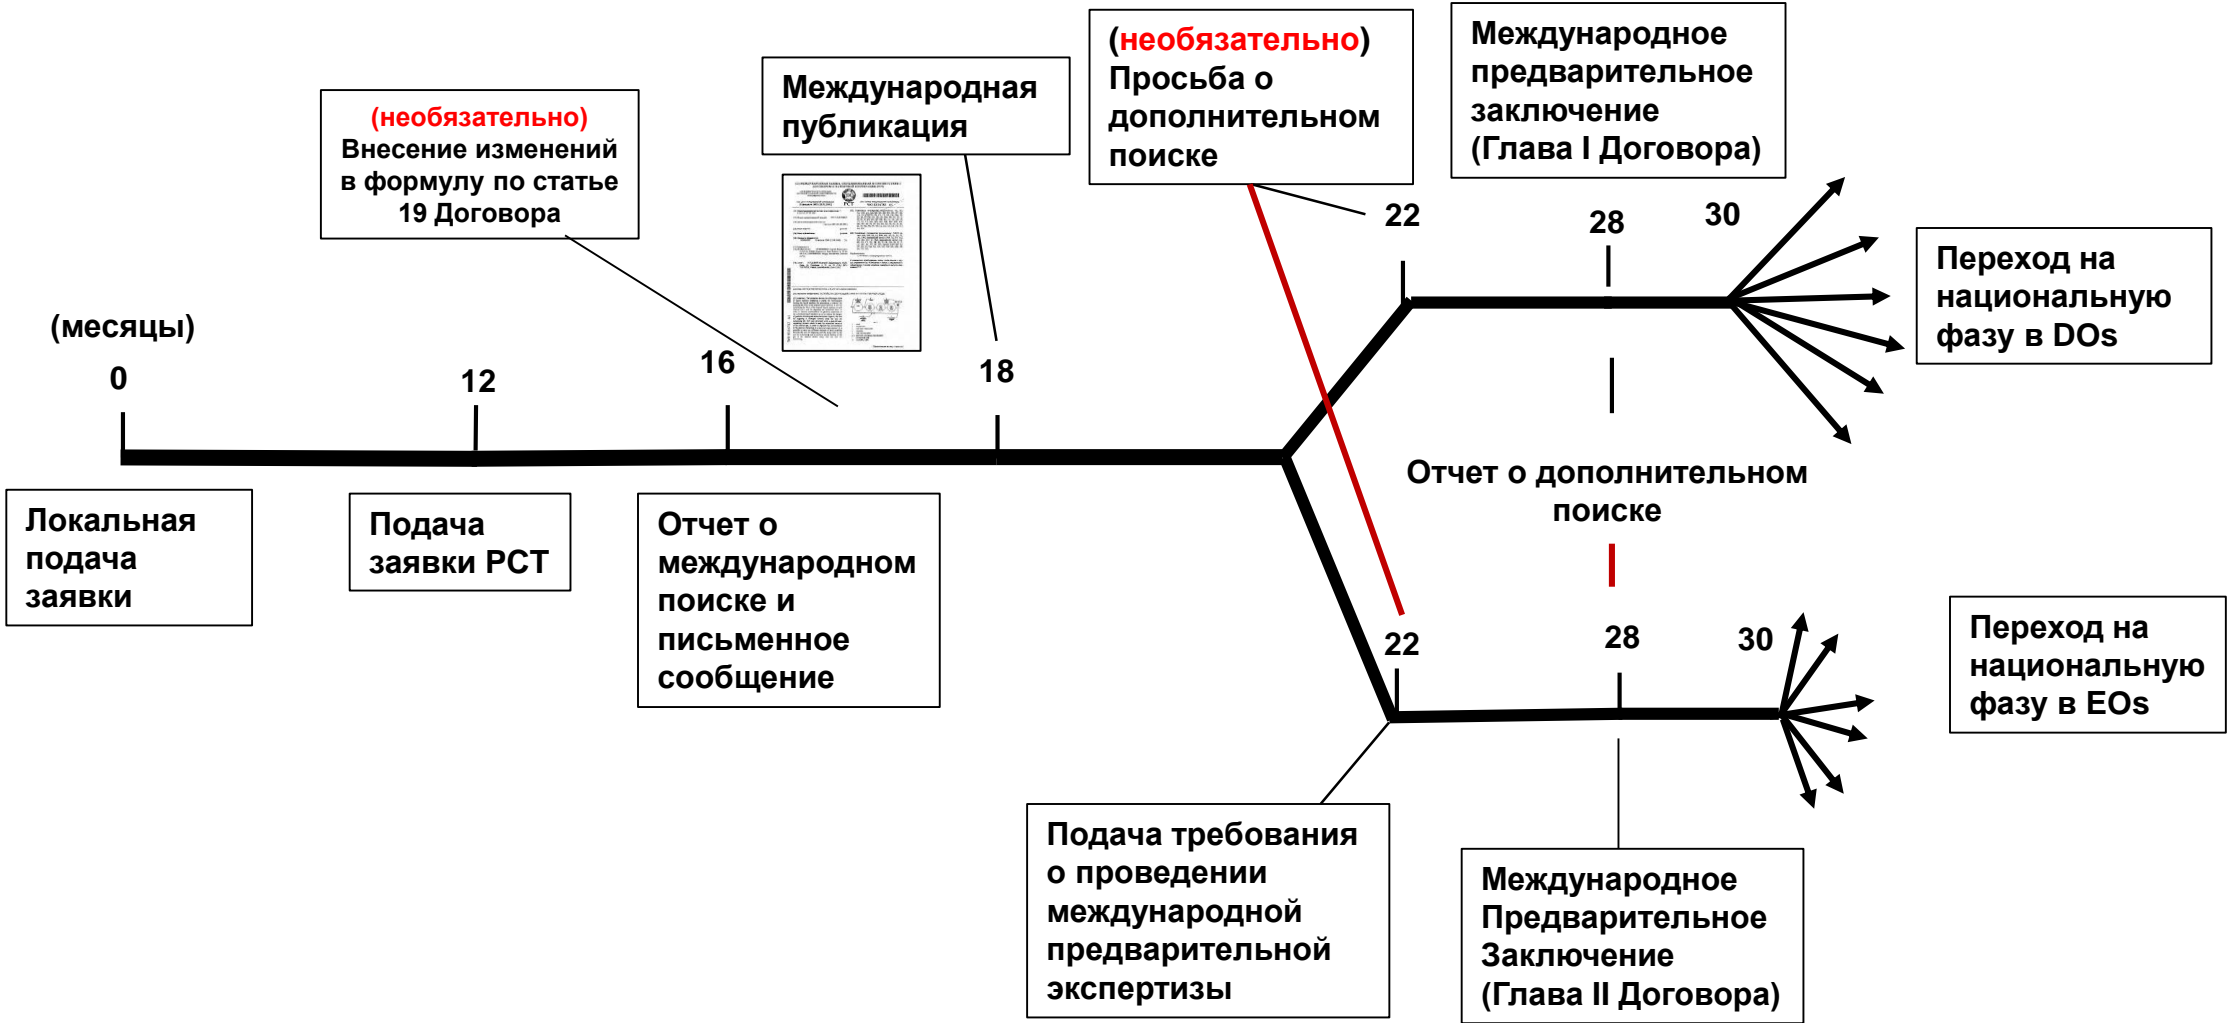 (необязательно)
Внесение изменений
в формулу по статье
19 Договора
Международная
публикация
(необязательно)
Просьба о
дополнительном
поиске
Международное
предварительное
заключение
(Глава I Договора)
22
28
30
Переход на
национальную
фазу в DOs
(месяцы)
0
12
16
18
PCT
Локальная
подача
заявки
Подача
заявки PCT
Отчет о
международном
поиске и
письменное
сообщение
Отчет о дополнительном
поиске
22
28
30
Переход на
национальную
фазу в EOs
Подача требования
о проведении
международной
предварительной
экспертизы
Международное
Предварительное
Заключение
(Глава II Договора)